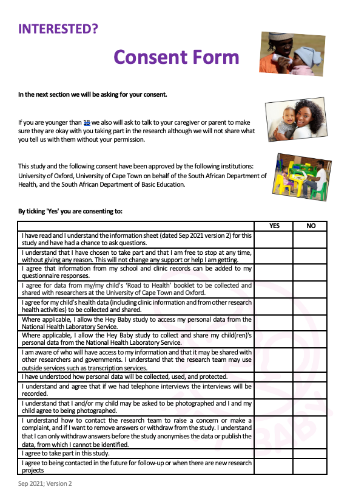 INTERESTED?
Consent Form
In the next section we will be asking for your consent.
If you are younger than 18 we also will ask to talk to your caregiver or parent to make
sure they are okay with you taking part in the research although we will not share what
you tell us with them without your permission.
This study and the following consent have been approved by the following institutions:
University of Oxford, University of Cape Town on behalf of the South African Department of
Health, and the South African Department of Basic Education.
By ticking 'Yes' you are consenting to:
YES NO
I have read and I understand the information sheet (dated Sep 2021 version 2) for this
study and have had a chance to ask questions.
I understand that I have chosen to take part and that I am free to stop at any time,
without giving any reason. This will not change any support or help I am getting.
I agree that information from my school and clinic records can be added to my
questionnaire responses.
I agree for data from my/my child's 'Road to Health' booklet to be collected and
shared with researchers at the University of Cape Town and Oxford.
I agree for my child's health data (including clinic information and from other research
health activities) to be collected and shared.
Where applicable, I allow the Hey Baby study to access my personal data from the
National Health Laboratory Service.
Where applicable, I allow the Hey Baby study to collect and share my child(ren)'s
personal data from the National Health Laboratory Service.
I am aware of who will have access to my information and that it may be shared with
other researchers and governments. I understand that the research team may use
outside services such as transcription services.
I have understood how personal data will be collected, used, and protected.
I understand and agree that if we had telephone interviews the interviews will be
recorded.
I understand that I and/or my child may be asked to be photographed and I and my
child agree to being photographed.
I understand how to contact the research team to raise a concern or make a
complaint, and if I want to remove answers or withdraw from the study. I understand
that I can only withdraw answers before the study anonymises the data or publish the
data, from which I cannot be identified.
I agree to take part in this study.
I agree to being contacted in the future for follow-up or when there are new research
projects
Sep 2021; Version 2